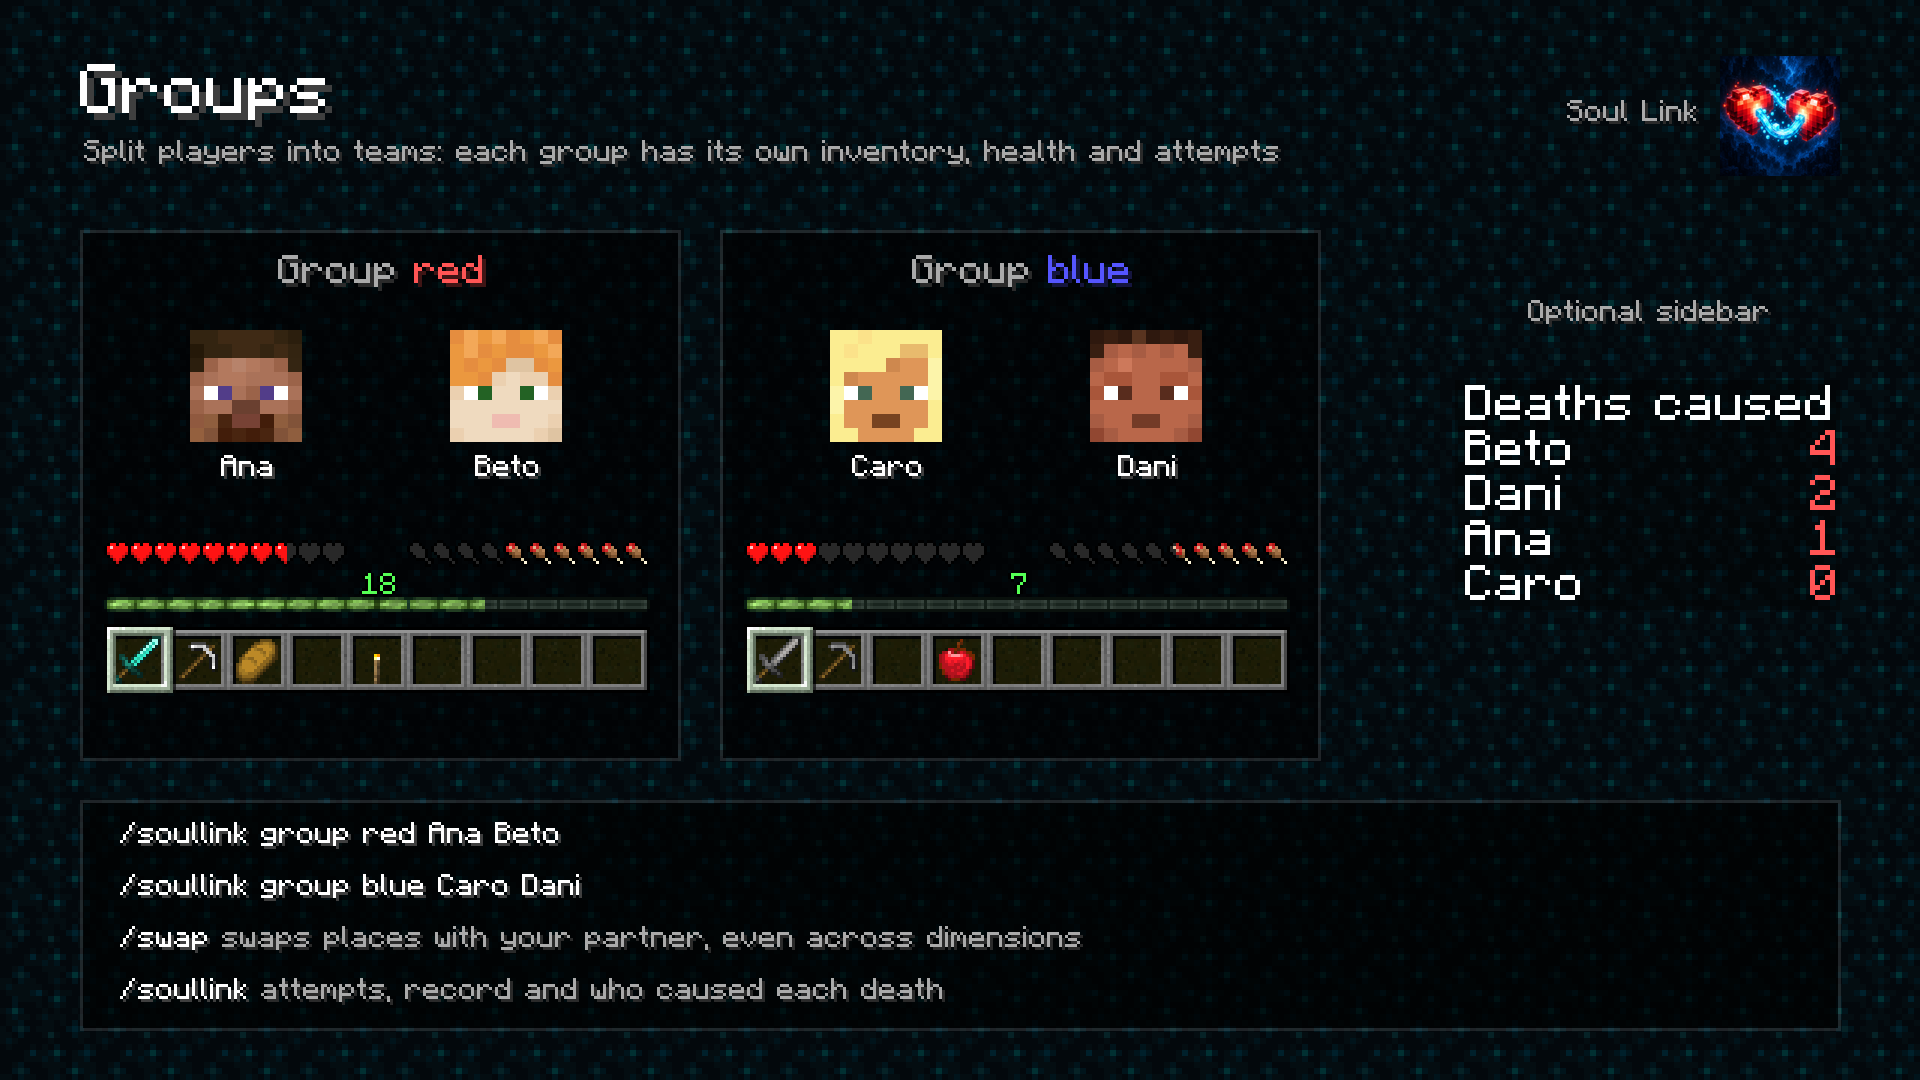 Groups
Split players into teams: each group has its own inventory, health and attempts
Soul Link
Group red
Ana
Beto
18
Group blue
Caro
Dani
7
Optional sidebar
Deaths caused
Beto 4
Dani 2
Ana 1
Caro 0
/soullink group red Ana Beto
/soullink group blue Caro Dani
/swap swaps places with your partner, even across dimensions
/soullink attempts, record and who caused each death